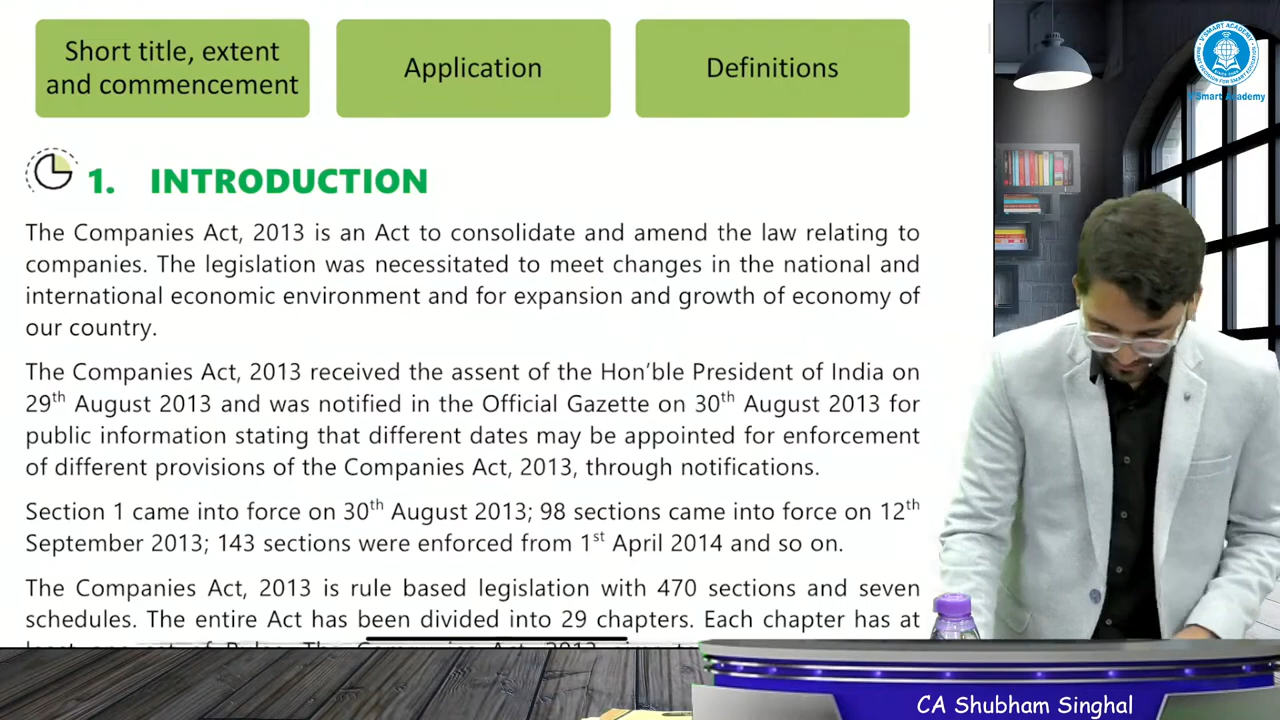 Short title, extent
and commencement
Application
Definitions
1. INTRODUCTION
The Companies Act, 2013 is an Act to consolidate and amend the law relating to
companies. The legislation was necessitated to meet changes in the national and
international economic environment and for expansion and growth of economy of
our country.
The Companies Act, 2013 received the assent of the Hon'ble President of India on
29th August 2013 and was notified in the Official Gazette on 30th August 2013 for
public information stating that different dates may be appointed for enforcement
of different provisions of the Companies Act, 2013, through notifications.
Section 1 came into force on 30th August 2013; 98 sections came into force on 12th
September 2013; 143 sections were enforced from 1st April 2014 and so on.
The Companies Act, 2013 is rule based legislation with 470 sections and seven
schedules. The entire Act has been divided into 29 chapters. Each chapter has at
V SMART ACADEMY
SMART DECISION FOR SMART EDUCATION
VSmart Academy
CA Shubham Singhal